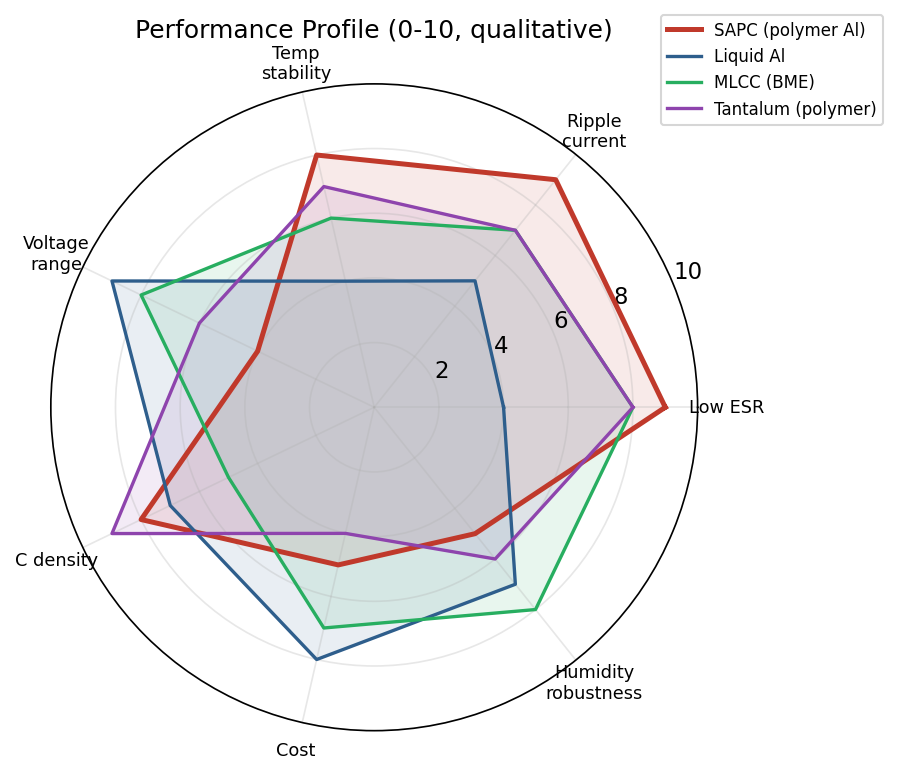 Performance Profile (0-10, qualitative)
SAPC (polymer Al)
Liquid Al
MLCC (BME)
Tantalum (polymer)
Temp
stability
Ripple
current
Voltage
range
10
8
6
4
2
Low ESR
C density
Humidity
robustness
Cost